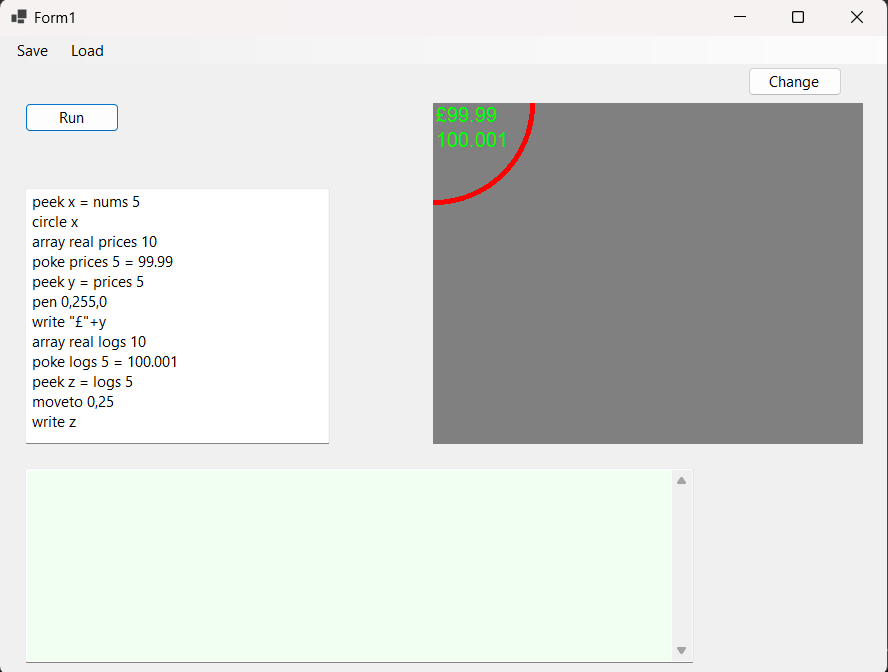 Form1
Save Load
Change
Run
£99.99
100.001
peek x = nums 5
circle x
array real prices 10
poke prices 5 = 99.99
peek y = prices 5
pen 0,255,0
write "£"+y
array real logs 10
poke logs 5 = 100.001
peek z = logs 5
moveto 0,25
write z